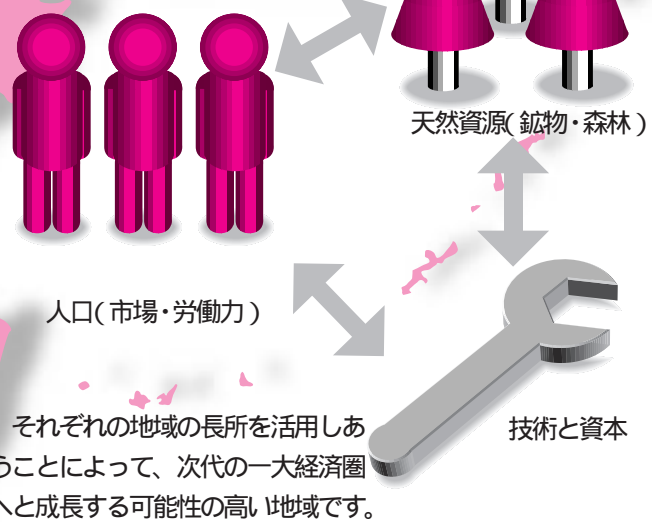 天然資源(鉱物・森林)
人口(市場・労働力)
技術と資本
それぞれの地域の長所を活用しあ
うことによって、次代の一大経済圏
へと成長する可能性の高い地域です。